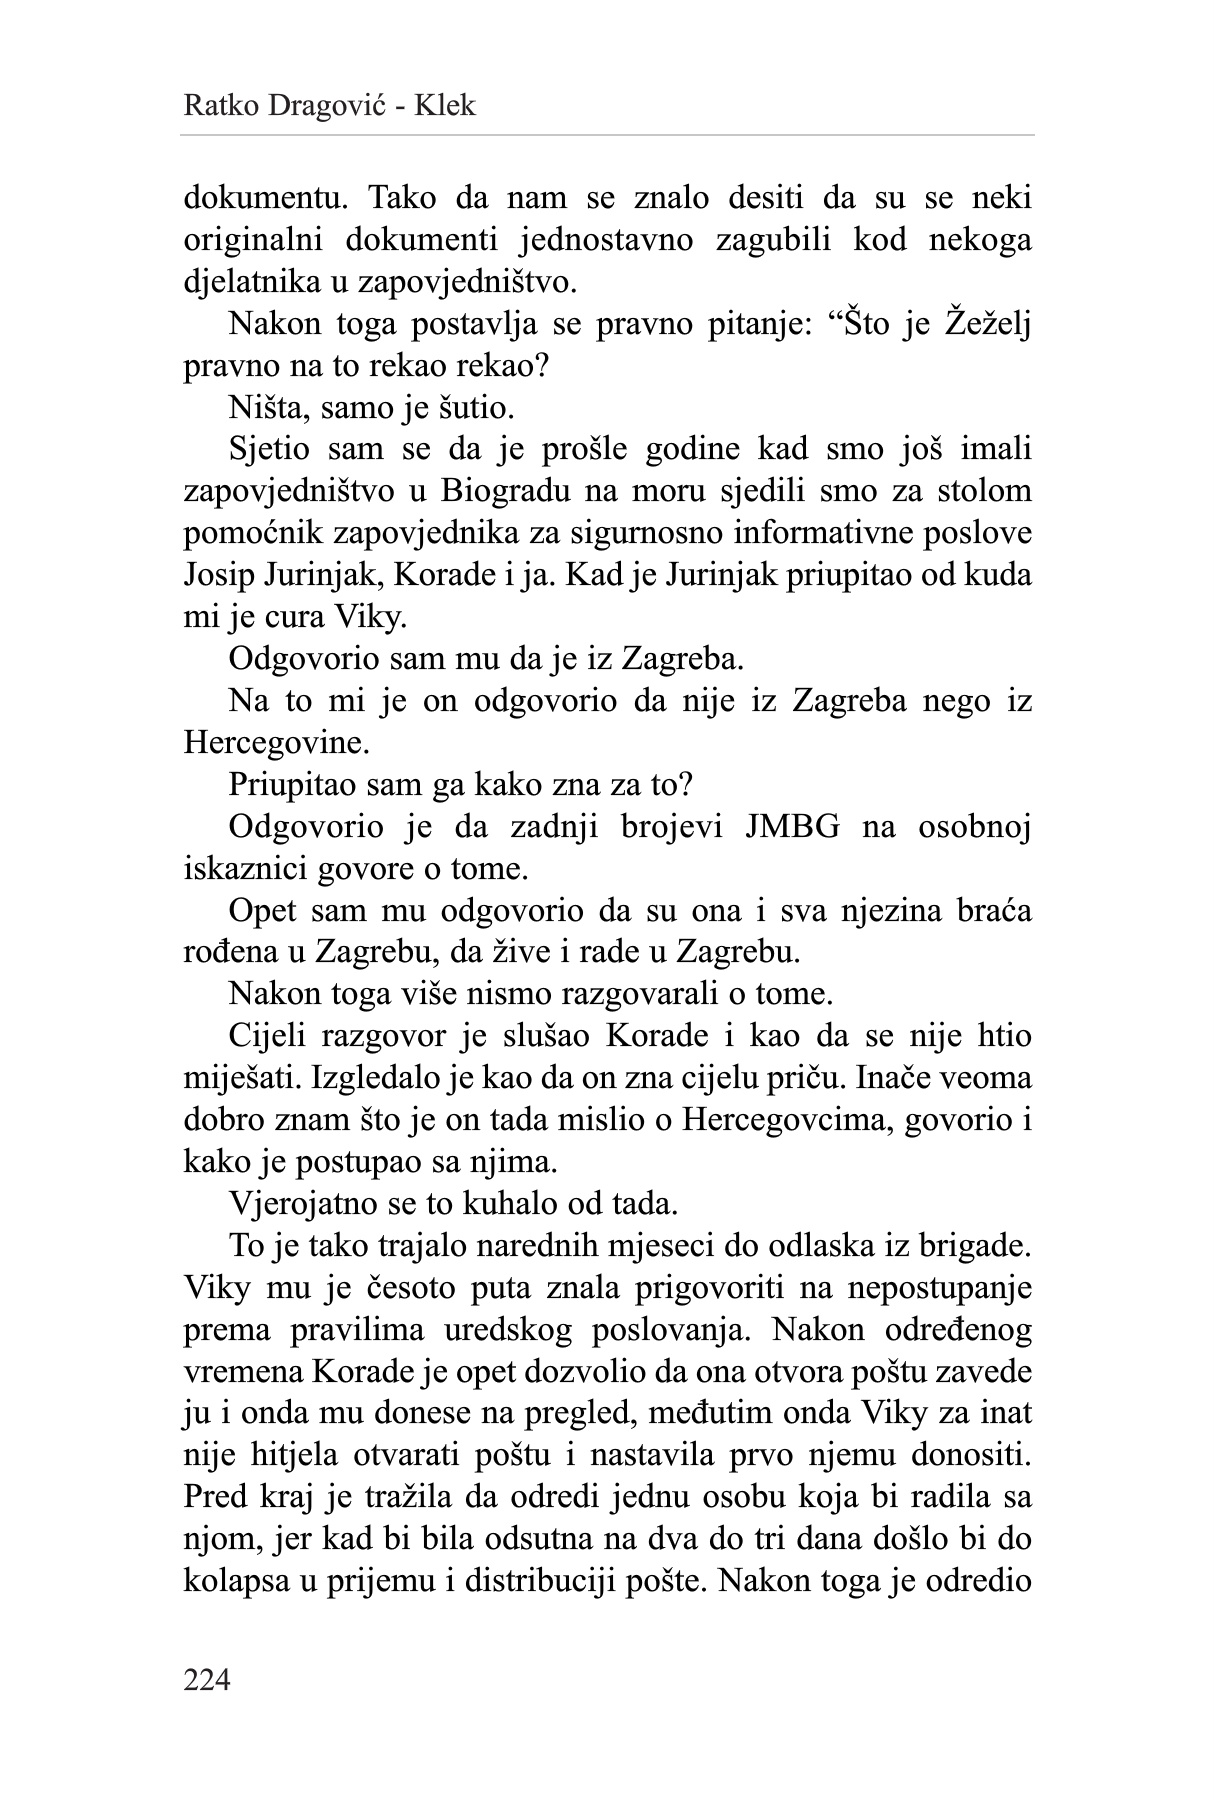 Ratko Dragović - Klek
dokumentu. Tako da nam se znalo desiti da su se neki
originalni dokumenti jednostavno zagubili kod nekoga
djelatnika u zapovjedništvo.
Nakon toga postavlja se pravno pitanje: “Što je Žeželj
pravno na to rekao rekao?
Ništa, samo je šutio.
Sjetio sam se da je prošle godine kad smo još imali
zapovjedništvo u Biogradu na moru sjedili smo za stolom
pomoćnik zapovjednika za sigurnosno informativne poslove
Josip Jurinjak, Korade i ja. Kad je Jurinjak priupitao od kuda
mi je cura Viky.
Odgovorio sam mu da je iz Zagreba.
Na to mi je on odgovorio da nije iz Zagreba nego iz
Hercegovine.
Priupitao sam ga kako zna za to?
Odgovorio je da zadnji brojevi JMBG na osobnoj
iskaznici govore o tome.
Opet sam mu odgovorio da su ona i sva njezina braća
rođena u Zagrebu, da žive i rade u Zagrebu.
Nakon toga više nismo razgovarali o tome.
Cijeli razgovor je slušao Korade i kao da se nije htio
miješati. Izgledalo je kao da on zna cijelu priču. Inače veoma
dobro znam što je on tada mislio o Hercegovcima, govorio i
kako je postupao sa njima.
Vjerojatno se to kuhalo od tada.
To je tako trajalo narednih mjeseci do odlaska iz brigade.
Viky mu je česoto puta znala prigovoriti na nepostupanje
prema pravilima uredskog poslovanja. Nakon određenog
vremena Korade je opet dozvolio da ona otvora poštu zavede
ju i onda mu donese na pregled, međutim onda Viky za inat
nije hitjela otvarati poštu i nastavila prvo njemu donositi.
Pred kraj je tražila da odredi jednu osobu koja bi radila sa
njom, jer kad bi bila odsutna na dva do tri dana došlo bi do
kolapsa u prijemu i distribuciji pošte. Nakon toga je odredio
224